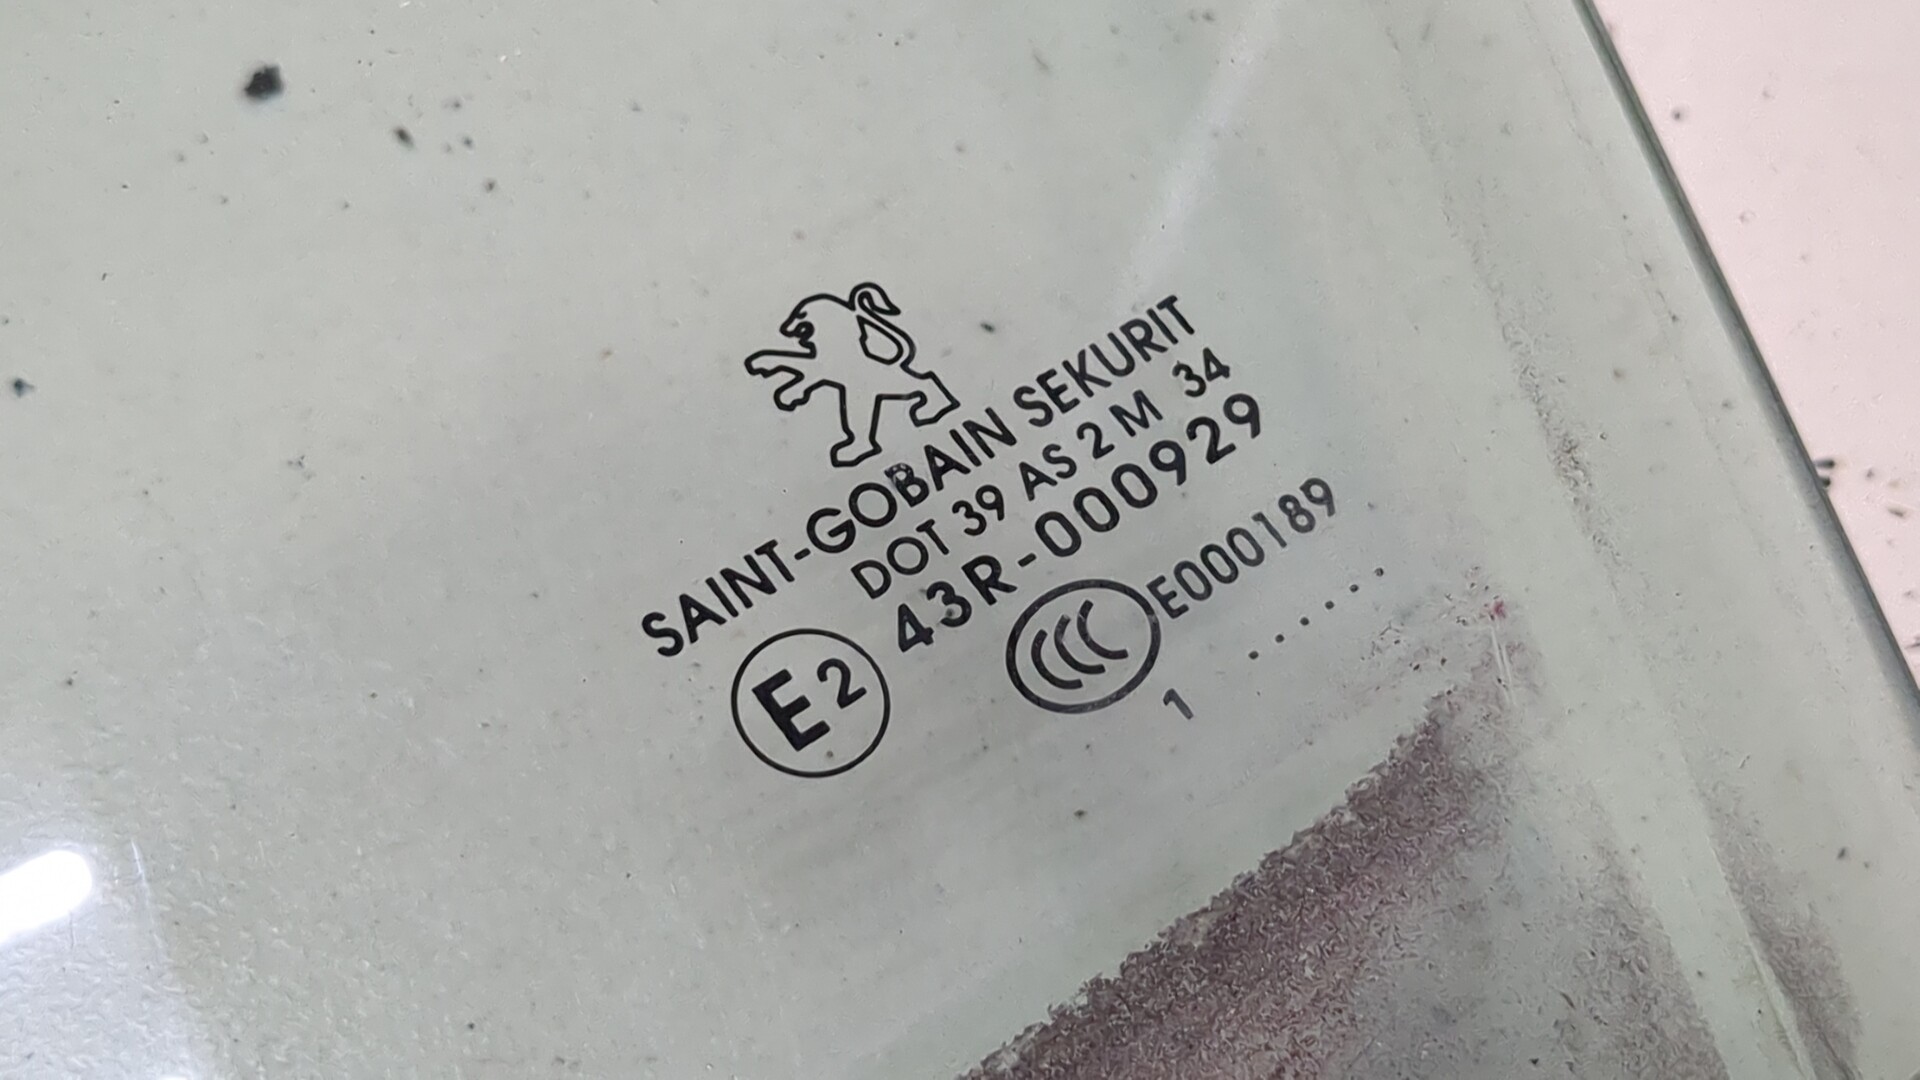 SAINT-GOBAIN SEKURIT
DOT 39 AS 2 M 34
43R-000929
E2
CCC E000189
1 .....